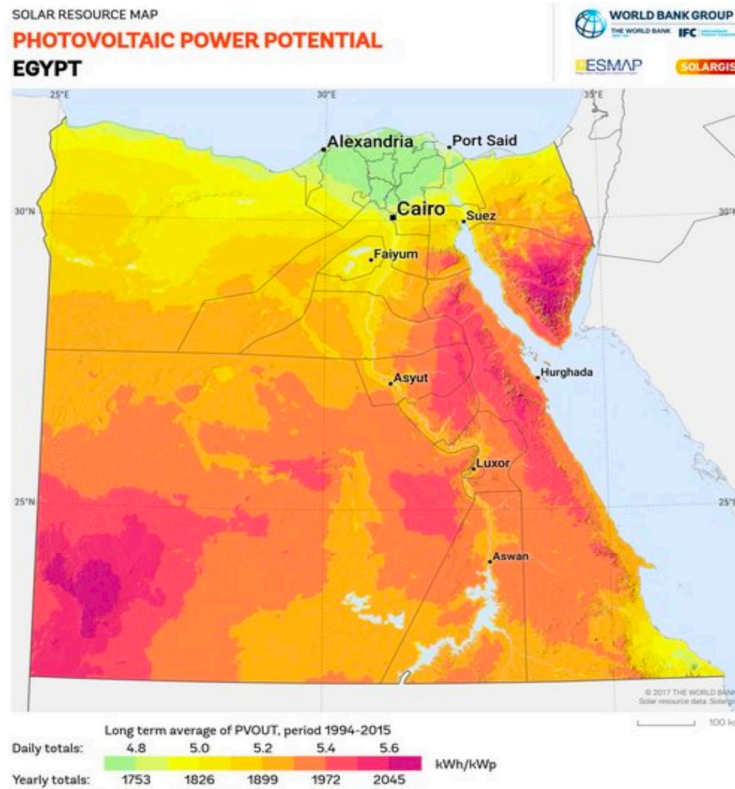 SOLAR RESOURCE MAP
PHOTOVOLTAIC POWER POTENTIAL
EGYPT
WORLD BANK GROUP
THE WORLD BANK IFC
ESMAP SOLARGIS
25°E 30°E 35°E
Alexandria Port Said
30°N Cairo Suez 30°N
Faiyum
Asyut Hurghada
Luxor
25°N 25°N
Aswan
© 2017 THE WORLD BANK
Solar resource data: Solargis
100 km
Long term average of PVOUT, period 1994-2015
Daily totals: 4.8 5.0 5.2 5.4 5.6
kWh/kWp
Yearly totals: 1753 1826 1899 1972 2045